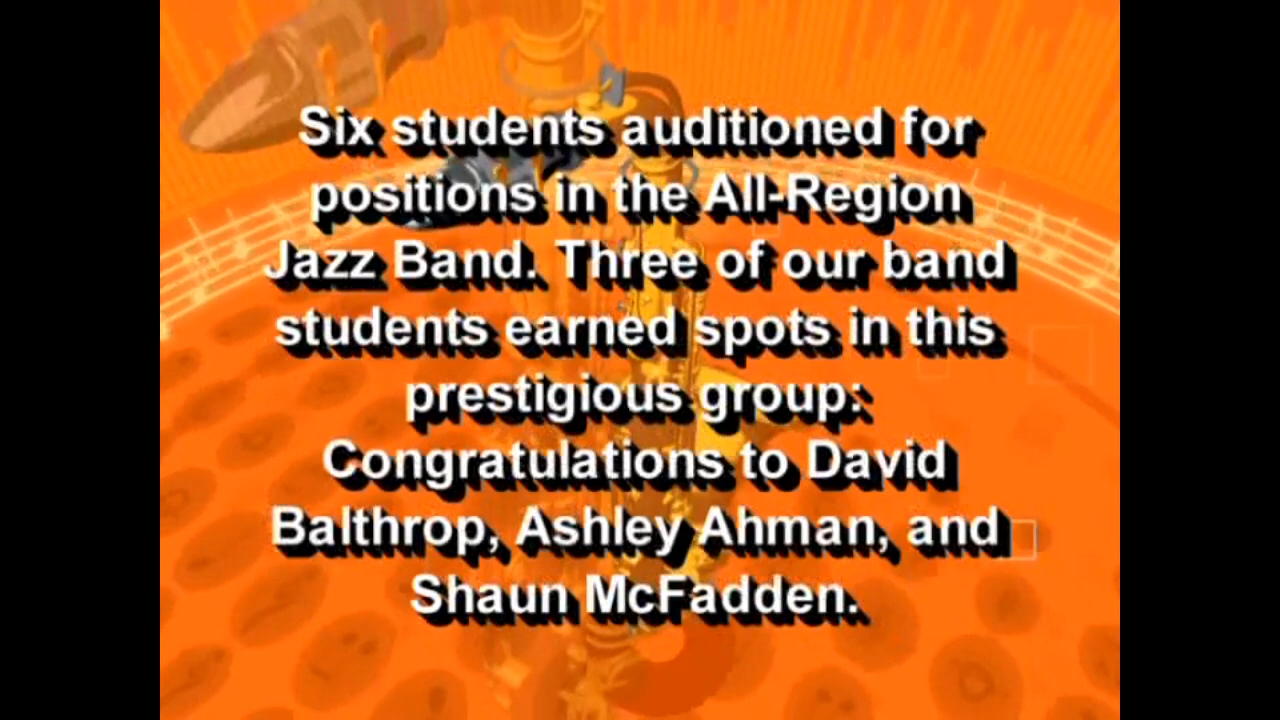 Six students auditioned for
positions in the All-Region
Jazz Band. Three of our band
students earned spots in this
prestigious group:
Congratulations to David
Balthrop, Ashley Ahman, and
Shaun McFadden.